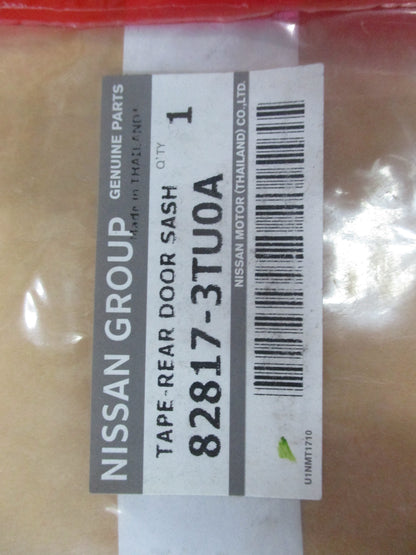 NISSAN GROUP GENUINE PARTS
Made in THAILAND
TAPE-REAR DOOR SASH Q'TY 1
82817-3TU0A
NISSAN MOTOR (THAILAND) CO.,LTD.
U1NMT1710